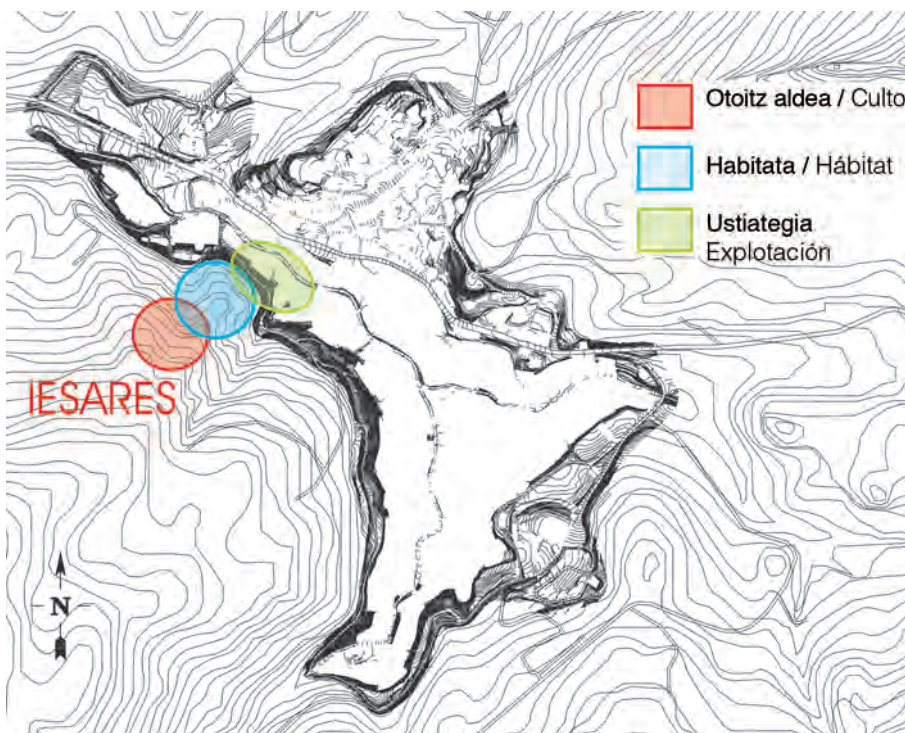 Otoitz aldea / Culto
Habitata / Hábitat
Ustiategia
Explotación
IESARES
N